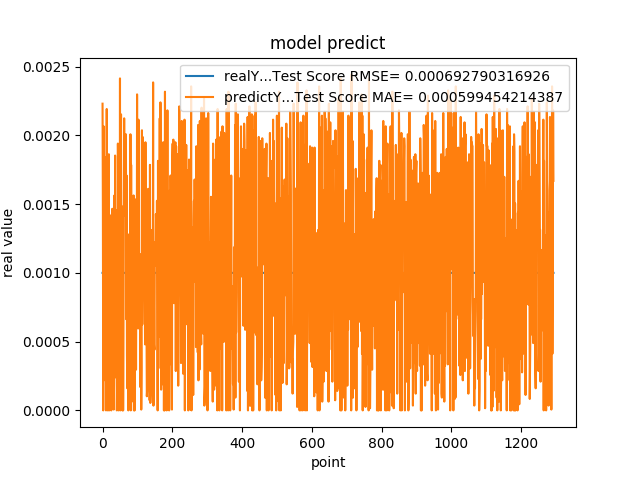 model predict
realY...Test Score RMSE= 0.000692790316926
predictY...Test Score MAE= 0.000599454214387
0.0025
0.0020
0.0015
0.0010
0.0005
0.0000
real value
0 200 400 600 800 1000 1200
point